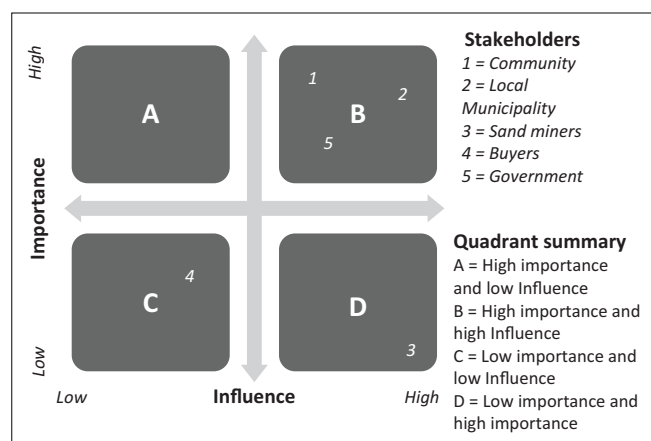 High
Importance
Low
A
1
2
B
5
4
C
D
3
Low
Influence
High
Stakeholders
1 = Community
2 = Local
Municipality
3 = Sand miners
4 = Buyers
5 = Government
Quadrant summary
A = High importance
and low Influence
B = High importance and
high Influence
C = Low importance and
low Influence
D = Low importance and
high importance